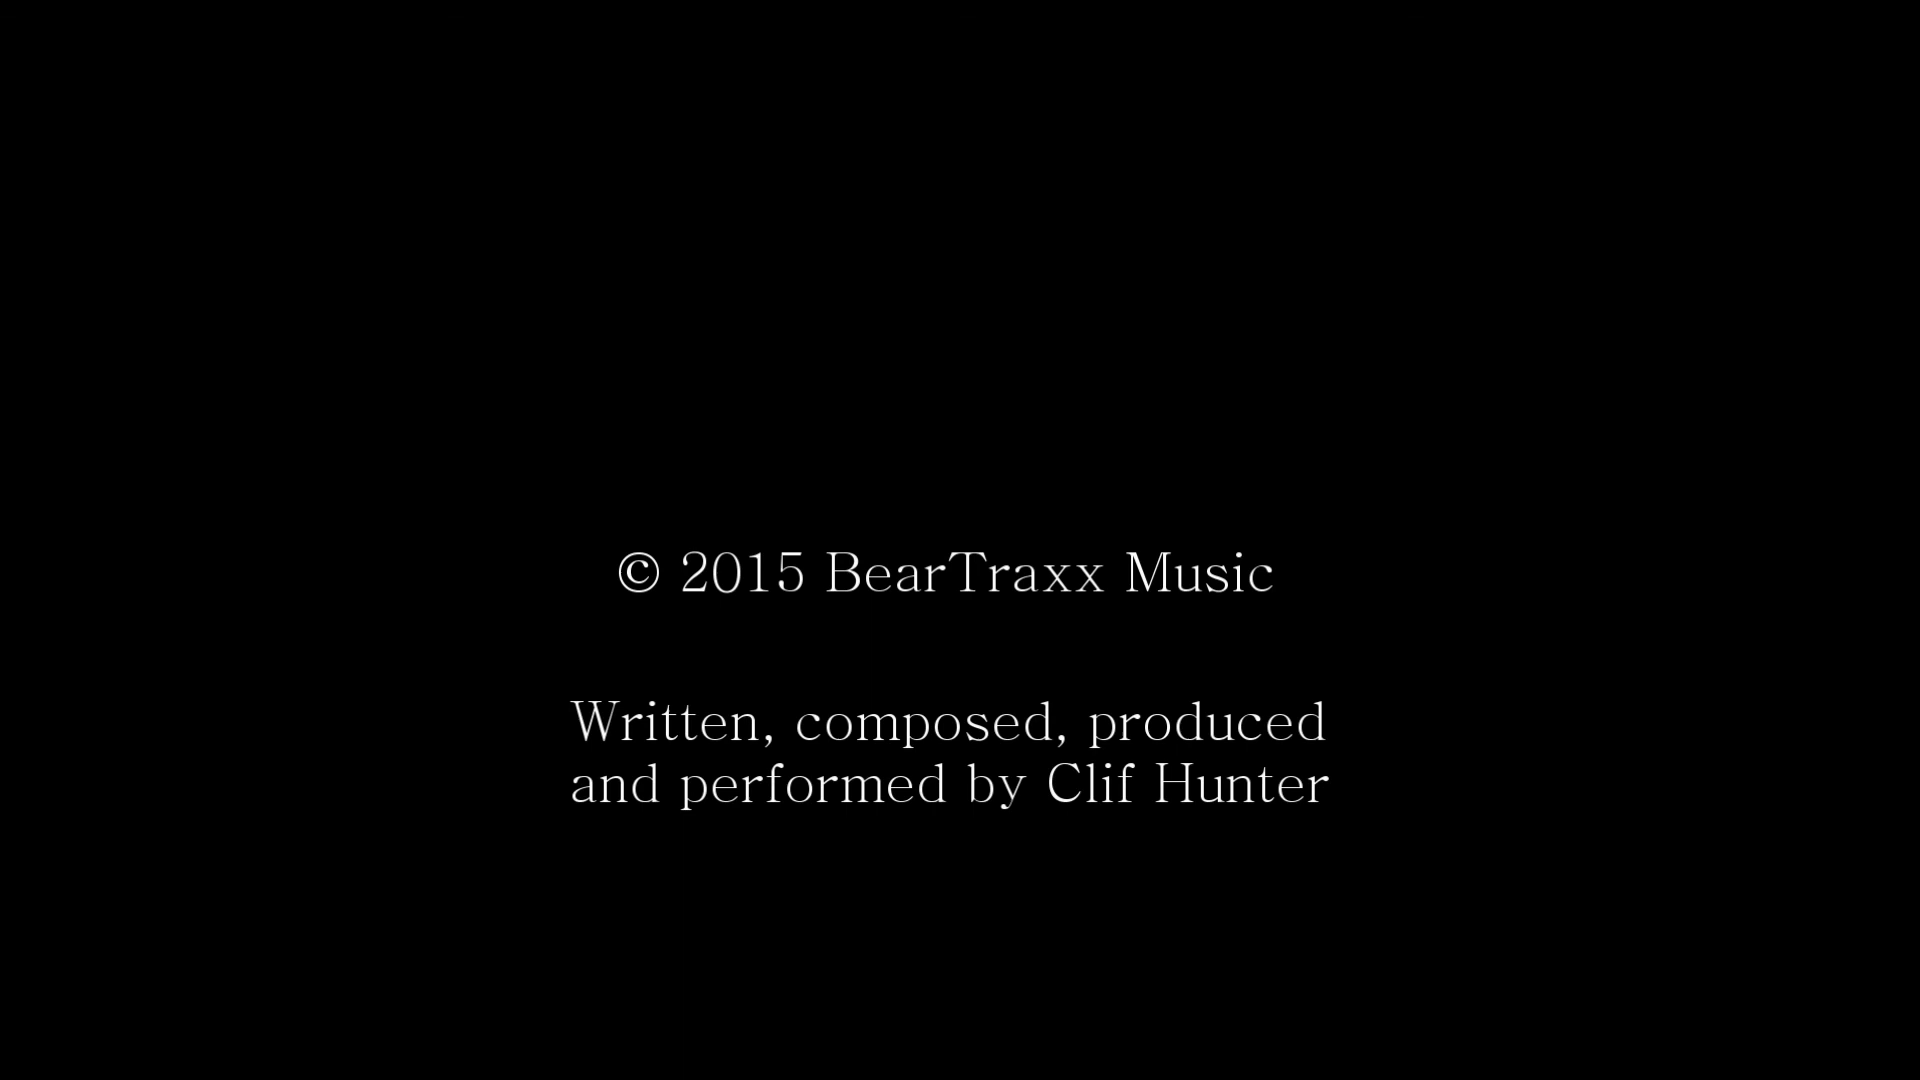 © 2015 BearTraxx Music
Written, composed, produced
and performed by Clif Hunter